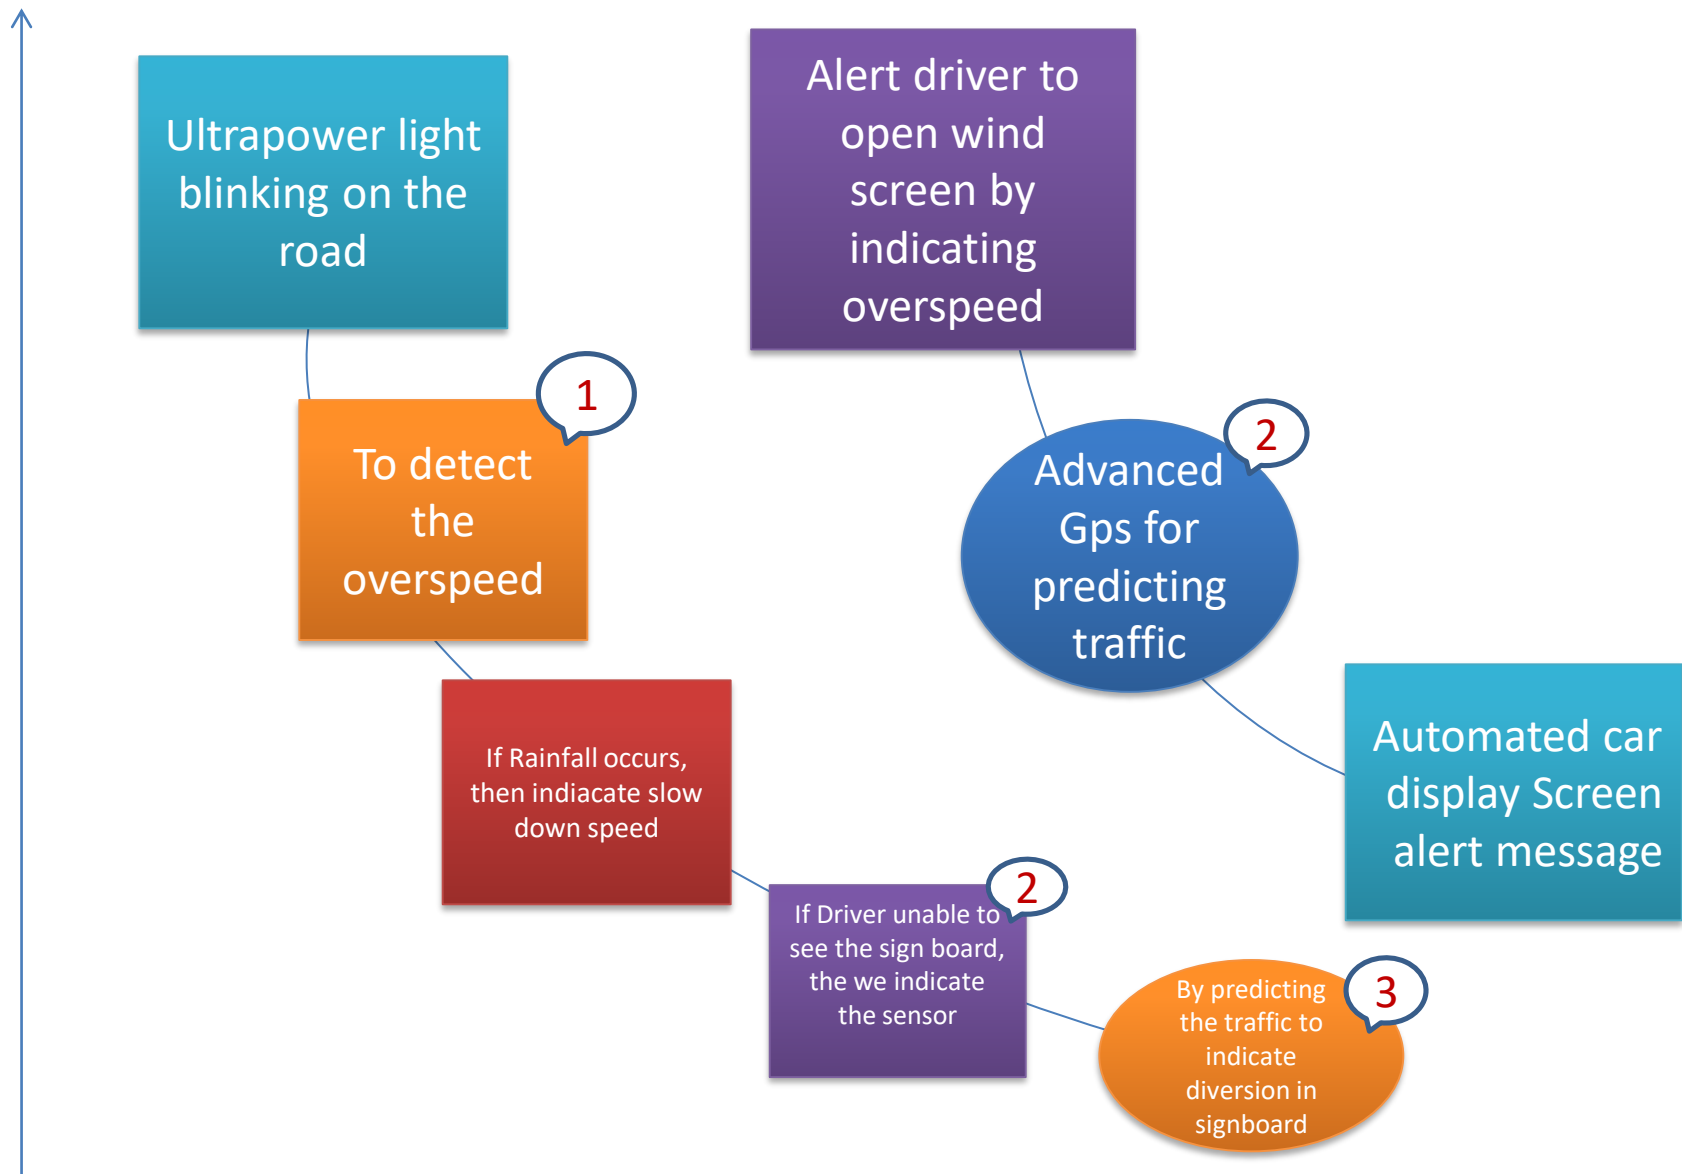 Ultrapower light
blinking on the
road
Alert driver to
open wind
screen by
indicating
overspeed
1
To detect
the
overspeed
2
Advanced
Gps for
predicting
traffic
If Rainfall occurs,
then indiacate slow
down speed
Automated car
display Screen
alert message
2
If Driver unable to
see the sign board,
the we indicate
the sensor
3
By predicting
the traffic to
indicate
diversion in
signboard